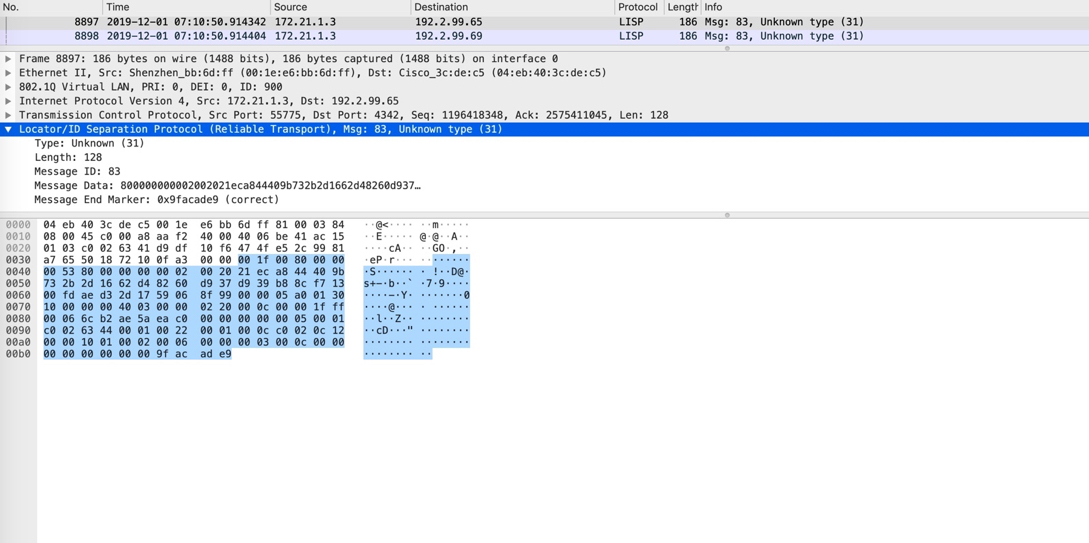 No. Time Source Destination Protocol Length Info
8897 2019-12-01 07:10:50.914342 172.21.1.3 192.2.99.65 LISP 186 Msg: 83, Unknown type (31)
8898 2019-12-01 07:10:50.914404 172.21.1.3 192.2.99.69 LISP 186 Msg: 83, Unknown type (31)
Frame 8897: 186 bytes on wire (1488 bits), 186 bytes captured (1488 bits) on interface 0
Ethernet II, Src: Shenzhen_bb:6d:ff (00:1e:e6:bb:6d:ff), Dst: Cisco_3c:de:c5 (04:eb:40:3c:de:c5)
802.1Q Virtual LAN, PRI: 0, DEI: 0, ID: 900
Internet Protocol Version 4, Src: 172.21.1.3, Dst: 192.2.99.65
Transmission Control Protocol, Src Port: 55775, Dst Port: 4342, Seq: 1196418348, Ack: 2575411045, Len: 128
Locator/ID Separation Protocol (Reliable Transport), Msg: 83, Unknown type (31)
Type: Unknown (31)
Length: 128
Message ID: 83
Message Data: 800000000002002021eca844409b732b2d1662d48260d937…
Message End Marker: 0x9facade9 (correct)
0000 04 eb 40 3c de c5 00 1e e6 bb 6d ff 81 00 03 84 ··@<······ ··m·····
0010 08 00 45 c0 00 a8 aa f2 40 00 40 06 be 41 ac 15 ··E····· @·@··A··
0020 01 03 c0 02 63 41 d9 df 10 f6 47 4f e5 2c 99 81 ····cA·· ··GO·,··
0030 a7 65 50 18 72 10 0f a3 00 00 00 1f 00 80 00 00 ·eP·r··· ········
0040 00 53 80 00 00 00 00 02 00 20 21 ec a8 44 40 9b ·S······ · !··D@·
0050 73 2b 2d 16 62 d4 82 60 d9 37 d9 39 b8 8c f7 13 s+-·b··` ·7·9····
0060 00 fd ae d3 2d 17 59 06 8f 99 00 00 05 a0 01 30 ····-·Y· ·······0
0070 10 00 00 00 40 03 00 00 02 20 00 0c 00 00 1f ff ····@··· · ······
0080 00 06 6c b2 ae 5a ea c0 00 00 00 00 00 05 00 01 ··l··Z·· ········
0090 c0 02 63 44 00 01 00 22 00 01 00 0c c0 02 0c 12 ··cD···" ········
00a0 00 00 10 01 00 02 00 06 00 00 00 03 00 0c 00 00 ········ ········
00b0 00 00 00 00 00 00 9f ac ad e9 ········ ··